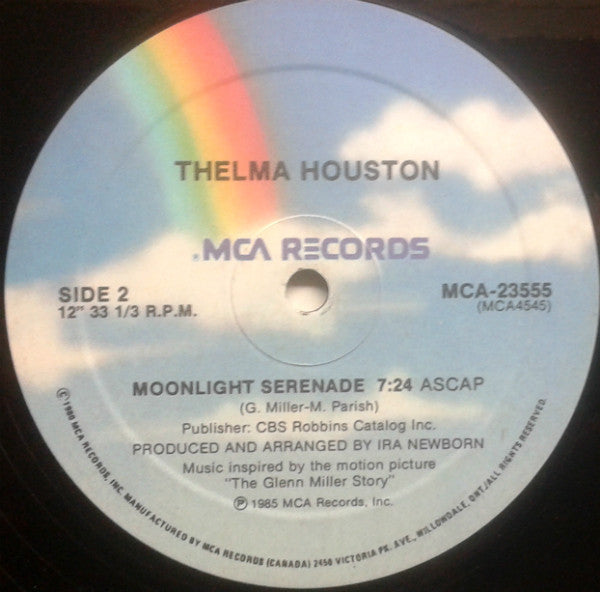 THELMA HOUSTON
®MCA RECORDS
SIDE 2
12" 33 1/3 R.P.M.
MCA-23555
(MCA4545)
MOONLIGHT SERENADE 7:24 ASCAP
(G. Miller-M. Parish)
Publisher: CBS Robbins Catalog Inc.
PRODUCED AND ARRANGED BY IRA NEWBORN
Music inspired by the motion picture
"The Glenn Miller Story"
Ⓟ 1985 MCA Records, Inc.
© 1980 MCA RECORDS, INC. MANUFACTURED BY MCA RECORDS (CANADA) 2450 VICTORIA PK. AVE., WILLOWDALE, ONT./ALL RIGHTS RESERVED.